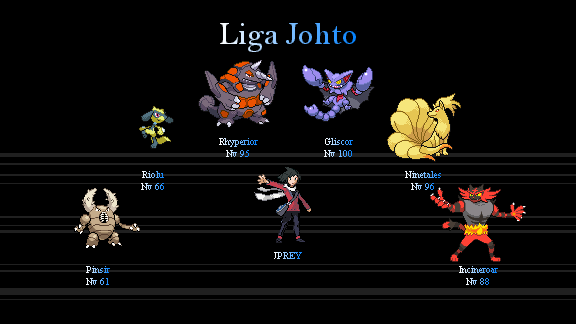 Liga Johto
Rhyperior
Nv 95
Gliscor
Nv 100
Riolu
Nv 66
Ninetales
Nv 96
JPREY
Pinsir
Nv 61
Incineroar
Nv 88